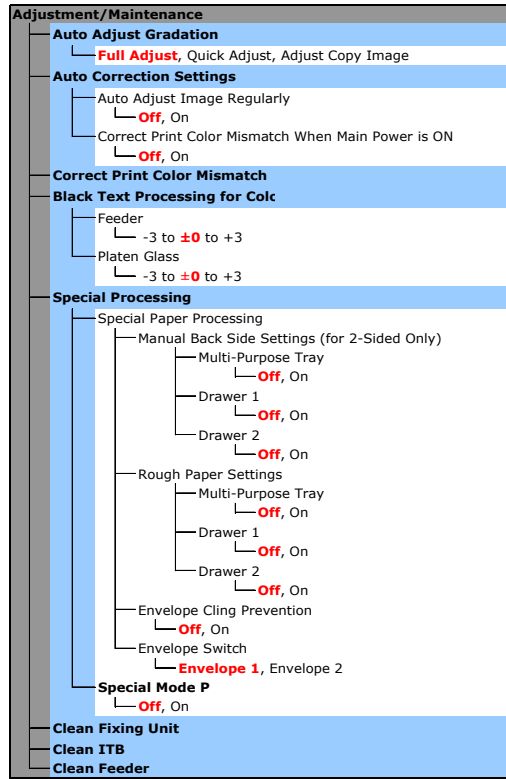 Adjustment/Maintenance
Auto Adjust Gradation
Full Adjust, Quick Adjust, Adjust Copy Image
Auto Correction Settings
Auto Adjust Image Regularly
Off, On
Correct Print Color Mismatch When Main Power is ON
Off, On
Correct Print Color Mismatch
Black Text Processing for Colo
Feeder
-3 to ±0 to +3
Platen Glass
-3 to ±0 to +3
Special Processing
Special Paper Processing
Manual Back Side Settings (for 2-Sided Only)
Multi-Purpose Tray
Off, On
Drawer 1
Off, On
Drawer 2
Off, On
Rough Paper Settings
Multi-Purpose Tray
Off, On
Drawer 1
Off, On
Drawer 2
Off, On
Envelope Cling Prevention
Off, On
Envelope Switch
Envelope 1, Envelope 2
Special Mode P
Off, On
Clean Fixing Unit
Clean ITB
Clean Feeder